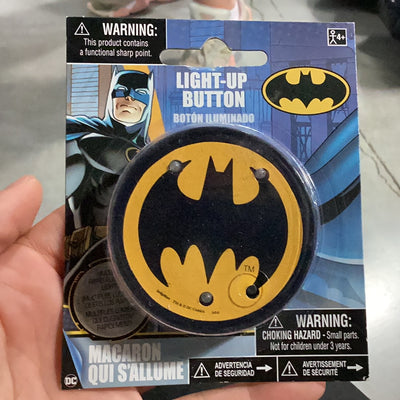 WARNING:
This product contains
a functional sharp point.
4+
LIGHT-UP
BUTTON
BOTÓN ILUMINADO
TM
MACARON
QUI S'ALLUME
DC
WARNING:
CHOKING HAZARD - Small parts.
Not for children under 3 years.
ADVERTENCIA
DE SEGURIDAD
AVERTISSEMENT
DE SÉCURITÉ